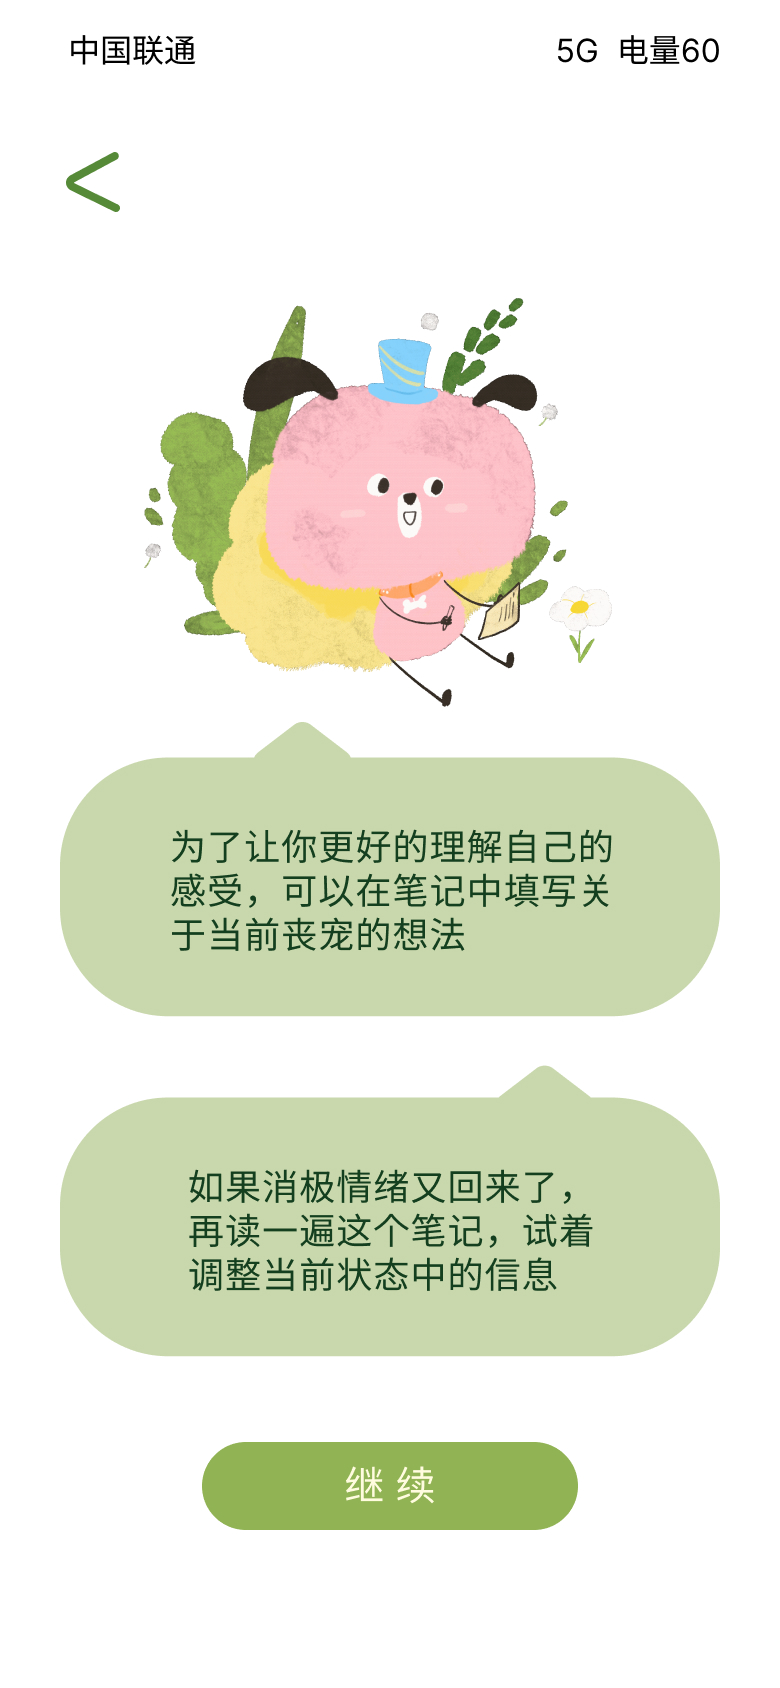 中国联通 5G 电量60
为了让你更好的理解自己的
感受，可以在笔记中填写关
于当前丧宠的想法
如果消极情绪又回来了，
再读一遍这个笔记，试着
调整当前状态中的信息
继续